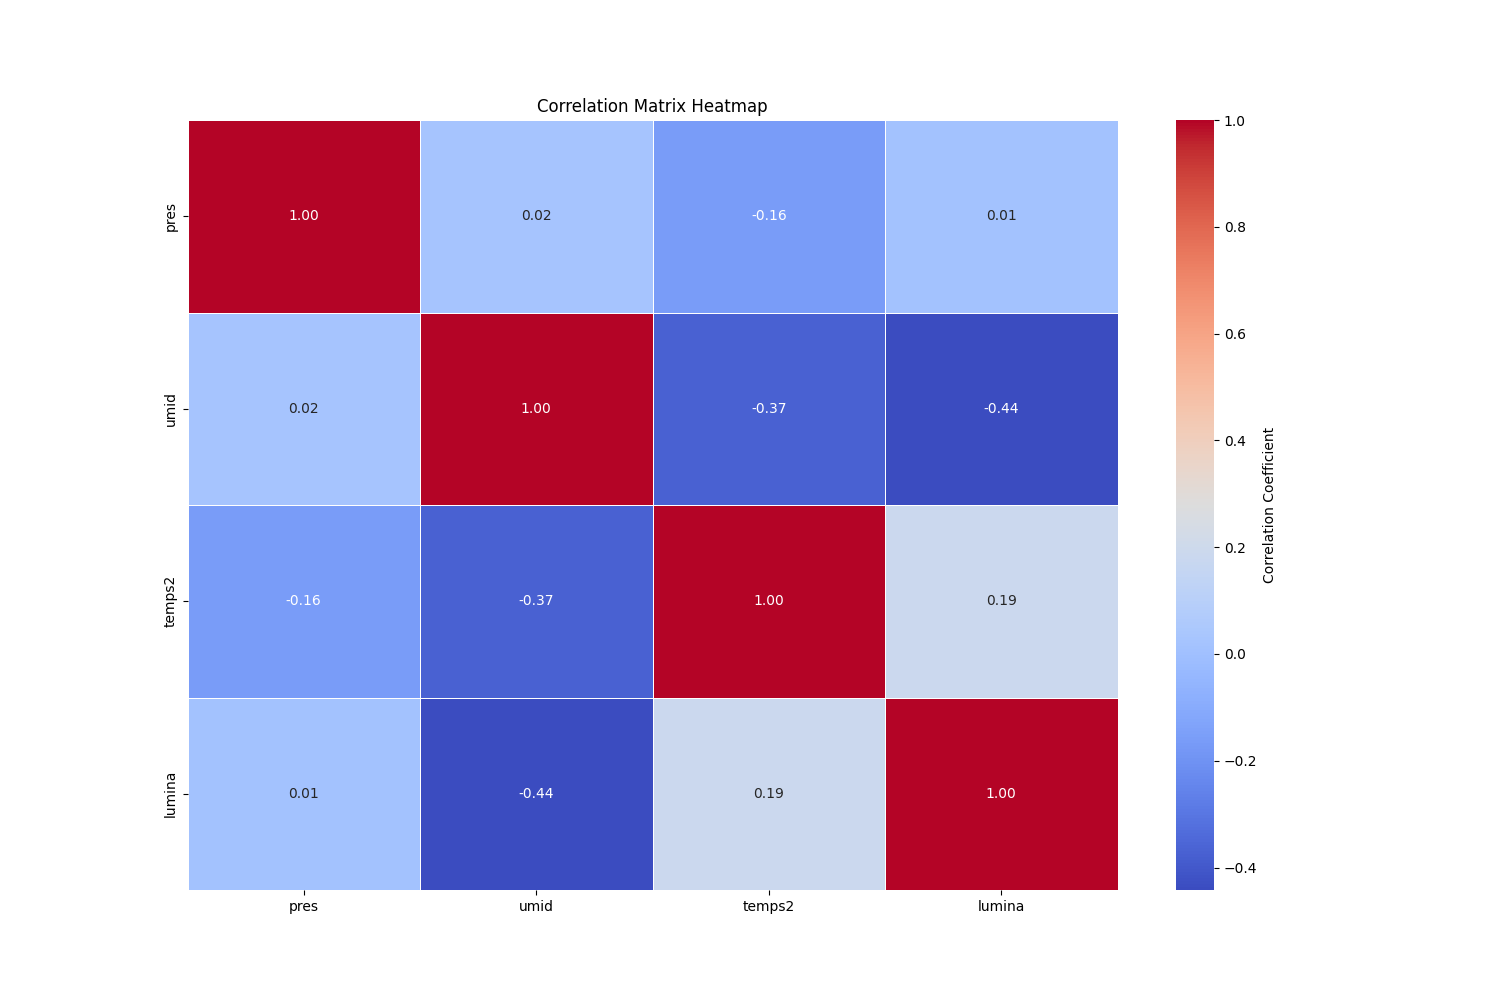 Correlation Matrix Heatmap
pres 1.00 0.02 -0.16 0.01
umid 0.02 1.00 -0.37 -0.44
temps2 -0.16 -0.37 1.00 0.19
lumina 0.01 -0.44 0.19 1.00
pres umid temps2 lumina
1.0
0.8
0.6
0.4
0.2
0.0
−0.2
−0.4
Correlation Coefficient